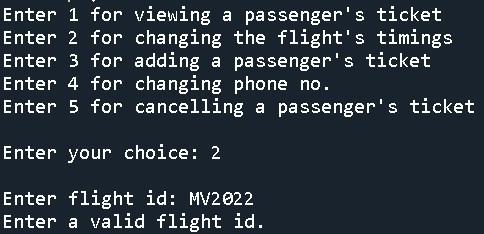 Enter 1 for viewing a passenger's ticket
Enter 2 for changing the flight's timings
Enter 3 for adding a passenger's ticket
Enter 4 for changing phone no.
Enter 5 for cancelling a passenger's ticket
Enter your choice: 2
Enter flight id: MV2022
Enter a valid flight id.